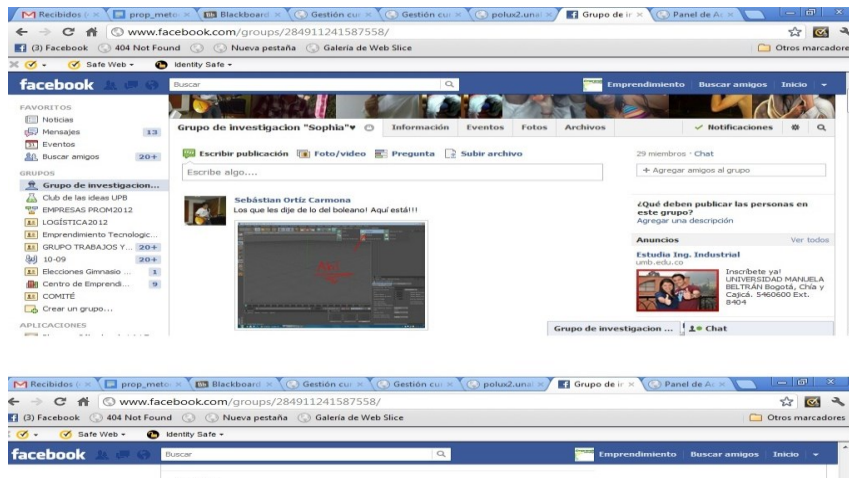 Recibidos prop_meto Blackboard Gestión cur Gestión cur polux2.unal Grupo de ir Panel de Ac
www.facebook.com/groups/284911241587558/
(3) Facebook 404 Not Found Nueva pestaña Galería de Web Slice Otros marcadore
Safe Web Identity Safe
facebook Buscar Emprendimiento Buscar amigos Inicio
FAVORITOS
Noticias
Mensajes 13
Eventos
Buscar amigos 20+
GRUPOS
Grupo de investigacion...
Club de las ideas UPB
EMPRESAS PROM2012
LOGÍSTICA2012
Emprendimiento Tecnologic...
GRUPO TRABAJOS Y... 20+
10-09 20+
Elecciones Gimnasio ... 1
Centro de Emprendi... 9
COMITÉ
Crear un grupo...
APLICACIONES
Grupo de investigacion "Sophia"♥ Información Eventos Fotos Archivos Notificaciones
Escribir publicación Foto/video Pregunta Subir archivo
Escribe algo....
Sebástian Ortíz Carmona
Los que les dije de lo del boleano! Aquí está!!!
29 miembros · Chat
+ Agregar amigos al grupo
¿Qué deben publicar las personas en
este grupo?
Agregar una descripción
Anuncios Ver todos
Estudia Ing. Industrial
umb.edu.co
Inscríbete ya!
UNIVERSIDAD MANUELA
BELTRÁN Bogotá, Chía y
Cajicá. 5460600 Ext.
8404
Grupo de investigacion ... Chat
Recibidos prop_meto Blackboard Gestión cur Gestión cur polux2.unal Grupo de ir Panel de Ac
www.facebook.com/groups/284911241587558/
(3) Facebook 404 Not Found Nueva pestaña Galería de Web Slice Otros marcadores
Safe Web Identity Safe
facebook Buscar Emprendimiento Buscar amigos Inicio